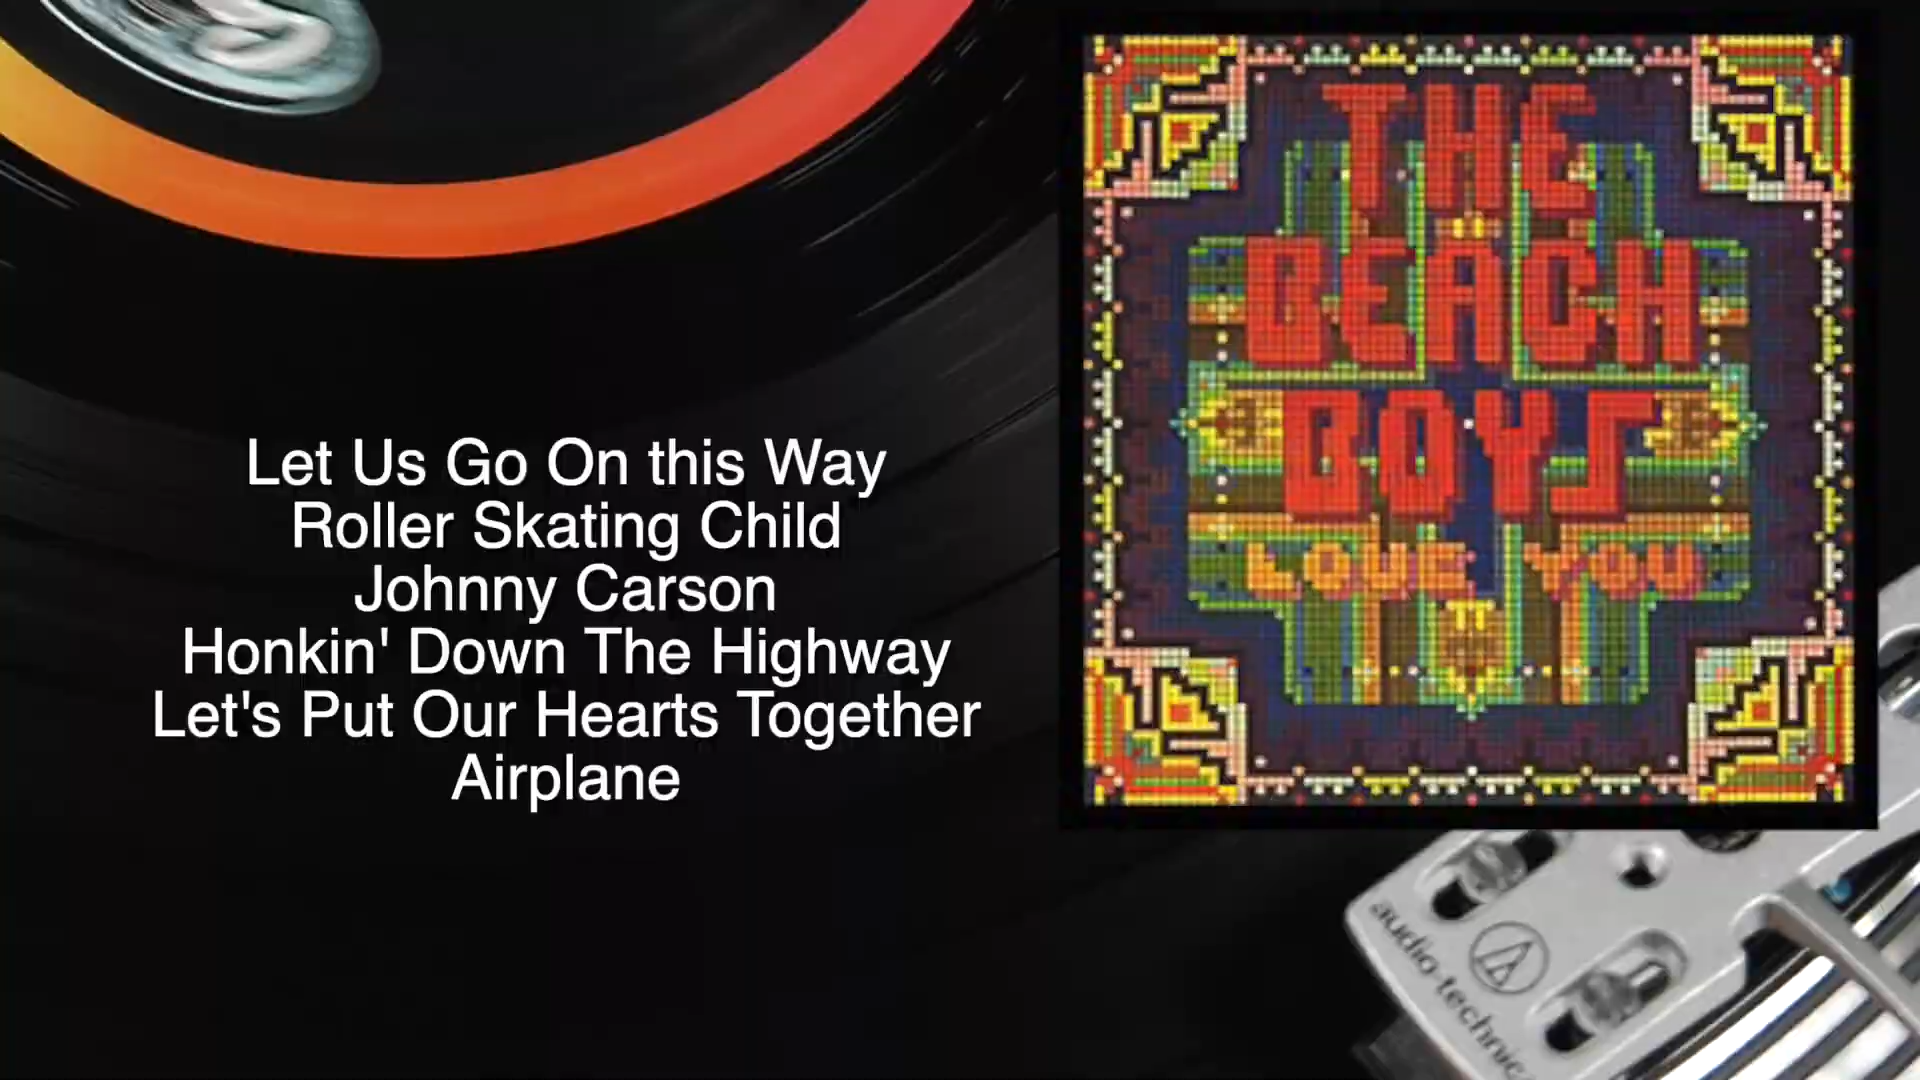 Let Us Go On this Way
Roller Skating Child
Johnny Carson
Honkin' Down The Highway
Let's Put Our Hearts Together
Airplane
THE
BEACH
BOYS
LOVE YOU
audio-technica